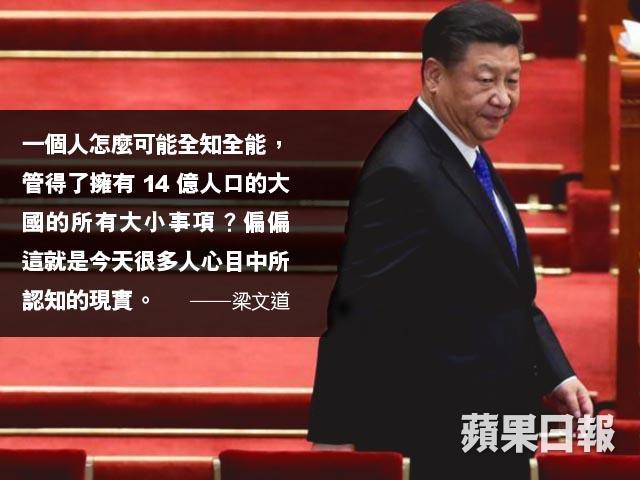 一個人怎麼可能全知全能，
管得了擁有 14 億人口的大
國的所有大小事項？偏偏
這就是今天很多人心目中所
認知的現實。 ——梁文道
蘋果日報